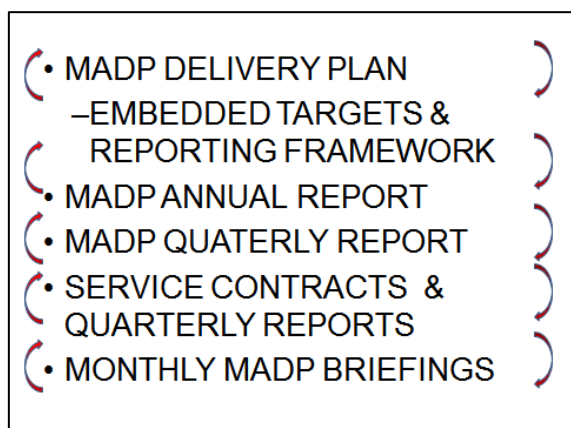 • MADP DELIVERY PLAN
–EMBEDDED TARGETS &
REPORTING FRAMEWORK
• MADP ANNUAL REPORT
• MADP QUATERLY REPORT
• SERVICE CONTRACTS &
QUARTERLY REPORTS
• MONTHLY MADP BRIEFINGS